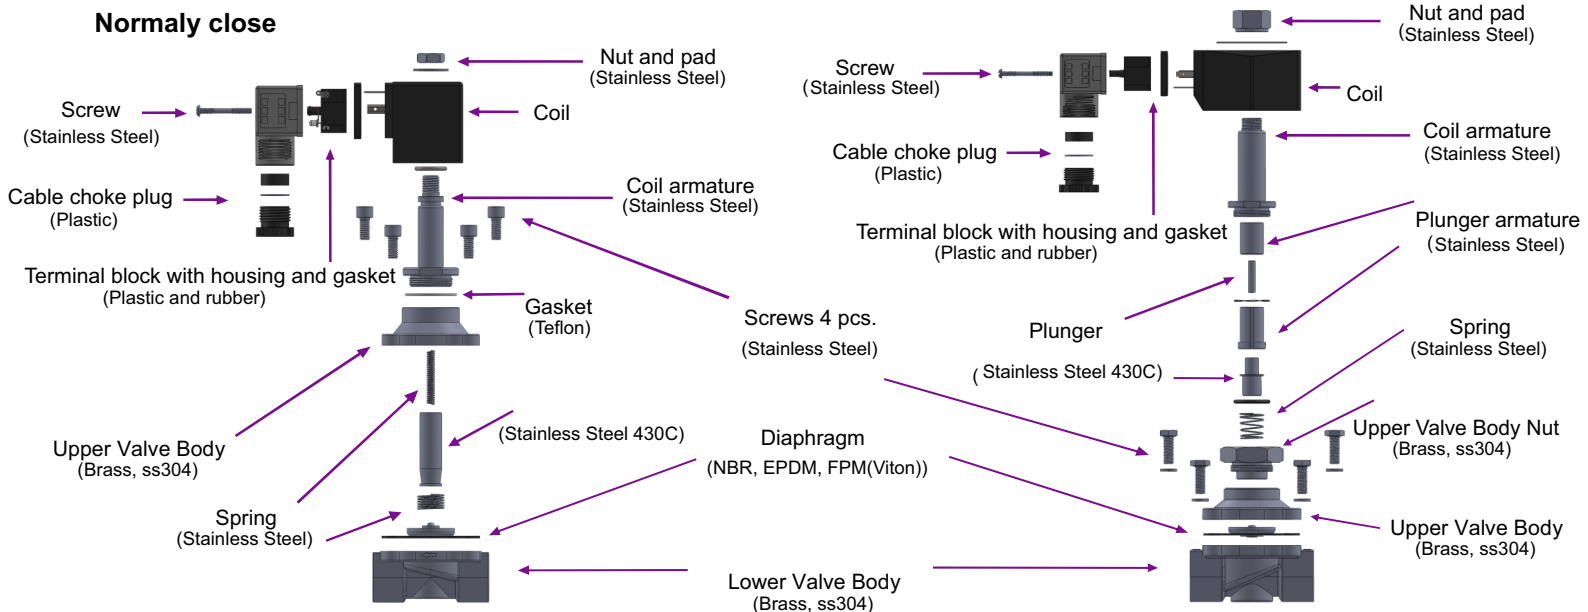 Normaly close
Nut and pad
(Stainless Steel)
Screw
(Stainless Steel)
Coil
Cable choke plug
(Plastic)
Coil armature
(Stainless Steel)
Terminal block with housing and gasket
(Plastic and rubber)
Gasket
(Teflon)
Upper Valve Body
(Brass, ss304)
(Stainless Steel 430C)
Spring
(Stainless Steel)
Screws 4 pcs.
(Stainless Steel)
Diaphragm
(NBR, EPDM, FPM(Viton))
Lower Valve Body
(Brass, ss304)
Nut and pad
(Stainless Steel)
Screw
(Stainless Steel)
Coil
Coil armature
(Stainless Steel)
Cable choke plug
(Plastic)
Terminal block with housing and gasket
(Plastic and rubber)
Plunger armature
(Stainless Steel)
Plunger
( Stainless Steel 430C)
Spring
(Stainless Steel)
Upper Valve Body Nut
(Brass, ss304)
Upper Valve Body
(Brass, ss304)